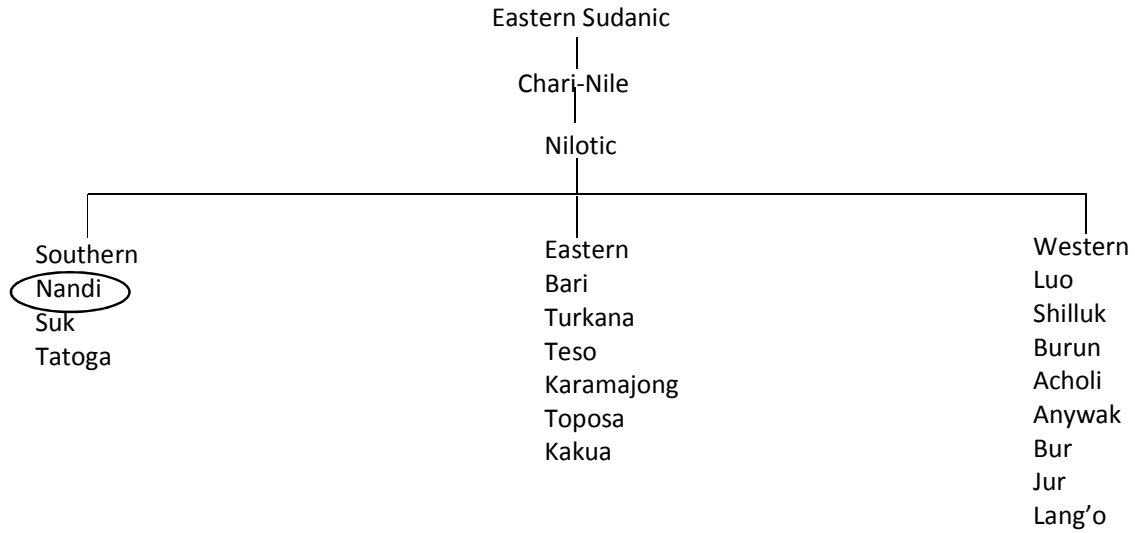 Eastern Sudanic
Chari-Nile
Nilotic
Southern
Nandi
Suk
Tatoga
Eastern
Bari
Turkana
Teso
Karamajong
Toposa
Kakua
Western
Luo
Shilluk
Burun
Acholi
Anywak
Bur
Jur
Lang’o